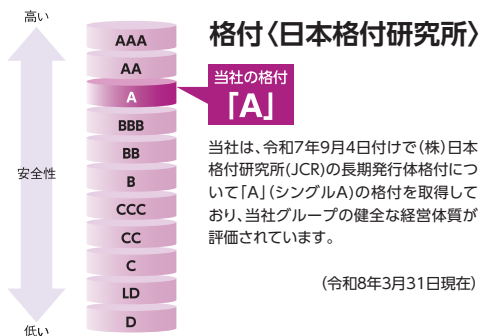 高い
安全性
低い
AAA
AA
A
BBB
BB
B
CCC
CC
C
LD
D
格付〈日本格付研究所〉
当社の格付
「A」
当社は、令和7年9月4日付けで(株)日本
格付研究所(JCR)の長期発行体格付につ
いて「A」(シングルA)の格付を取得して
おり、当社グループの健全な経営体質が
評価されています。
(令和8年3月31日現在)